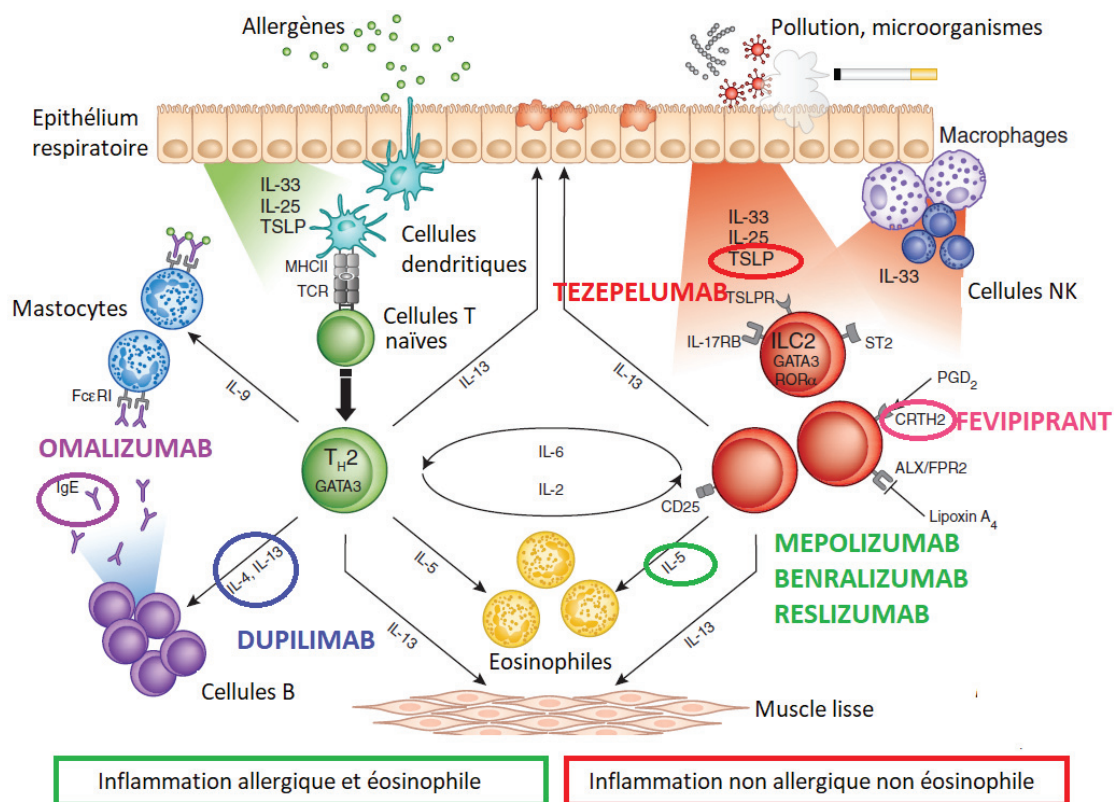 Allergènes
Pollution, microorganismes
Epithélium
respiratoire
Macrophages
IL-33
IL-25
TSLP
MHCII
TCR
Cellules
dendritiques
IL-33
IL-25
TSLP
IL-33
Cellules NK
TEZEPELUMAB
TSLPR
IL-17RB
ILC2
GATA3
RORα
ST2
Mastocytes
Cellules T
naïves
IL-9
IL-13
IL-13
FcεRI
PGD2
CRTH2
FEVIPIPRANT
OMALIZUMAB
IgE
TH2
GATA3
IL-6
IL-2
CD25
ALX/FPR2
Lipoxin A4
IL-4, IL-13
IL-5
IL-5
MEPOLIZUMAB
BENRALIZUMAB
RESLIZUMAB
DUPILIMAB
IL-13
IL-13
Eosinophiles
Cellules B
Muscle lisse
Inflammation allergique et éosinophile
Inflammation non allergique non éosinophile